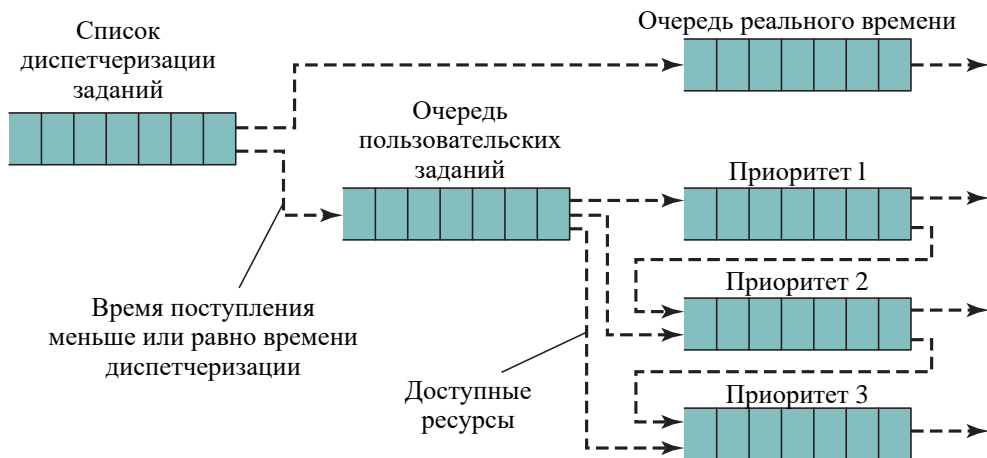 Список
диспетчеризации
заданий
Очередь реального времени
Очередь
пользовательских
заданий
Приоритет 1
Время поступления
меньше или равно времени
диспетчеризации
Приоритет 2
Доступные
ресурсы
Приоритет 3